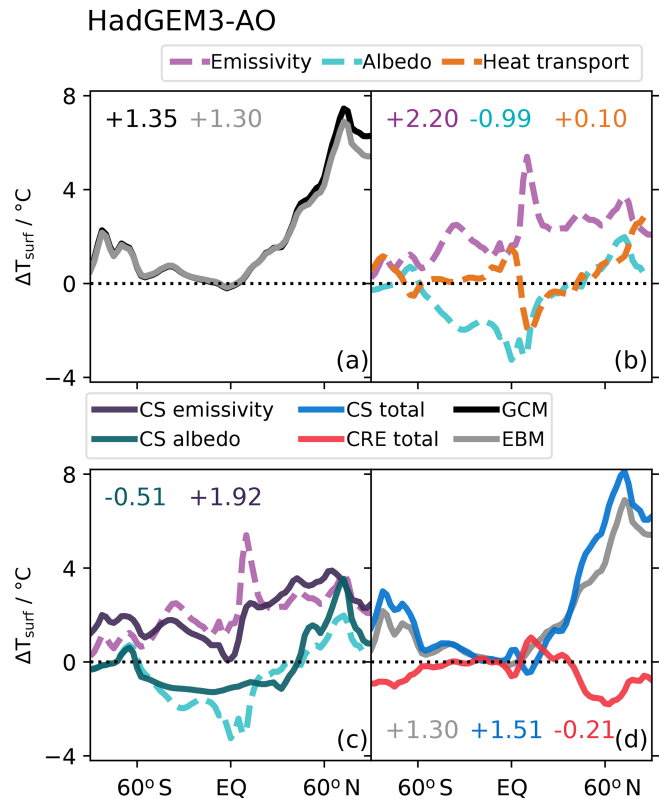 HadGEM3-AO
Emissivity Albedo Heat transport
8
4
0
−4
ΔTsurf / °C
+1.35 +1.30
(a)
+2.20 -0.99 +0.10
(b)
CS emissivity CS total GCM
CS albedo CRE total EBM
8
4
0
−4
ΔTsurf / °C
-0.51 +1.92
(c)
+1.30 +1.51 -0.21
(d)
60° S EQ 60° N 60° S EQ 60° N